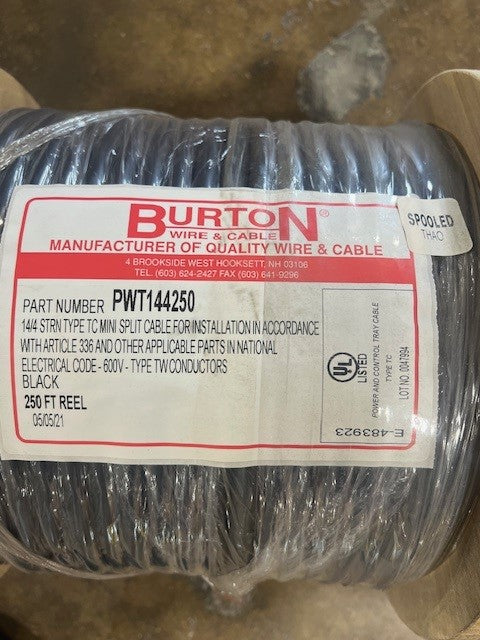 BURTON®
WIRE & CABLE
MANUFACTURER OF QUALITY WIRE & CABLE
4 BROOKSIDE WEST HOOKSETT, NH 03106
TEL. (603) 624-2427 FAX (603) 641-9296
SPOOLED
THAO
PART NUMBER PWT144250
14/4 STRN TYPE TC MINI SPLIT CABLE FOR INSTALLATION IN ACCORDANCE
WITH ARTICLE 336 AND OTHER APPLICABLE PARTS IN NATIONAL
ELECTRICAL CODE - 600V - TYPE TW CONDUCTORS
BLACK
250 FT REEL
05/05/21
UL
LISTED
POWER AND CONTROL TRAY CABLE
TYPE TC
LOT NO. 0047994
E-483923